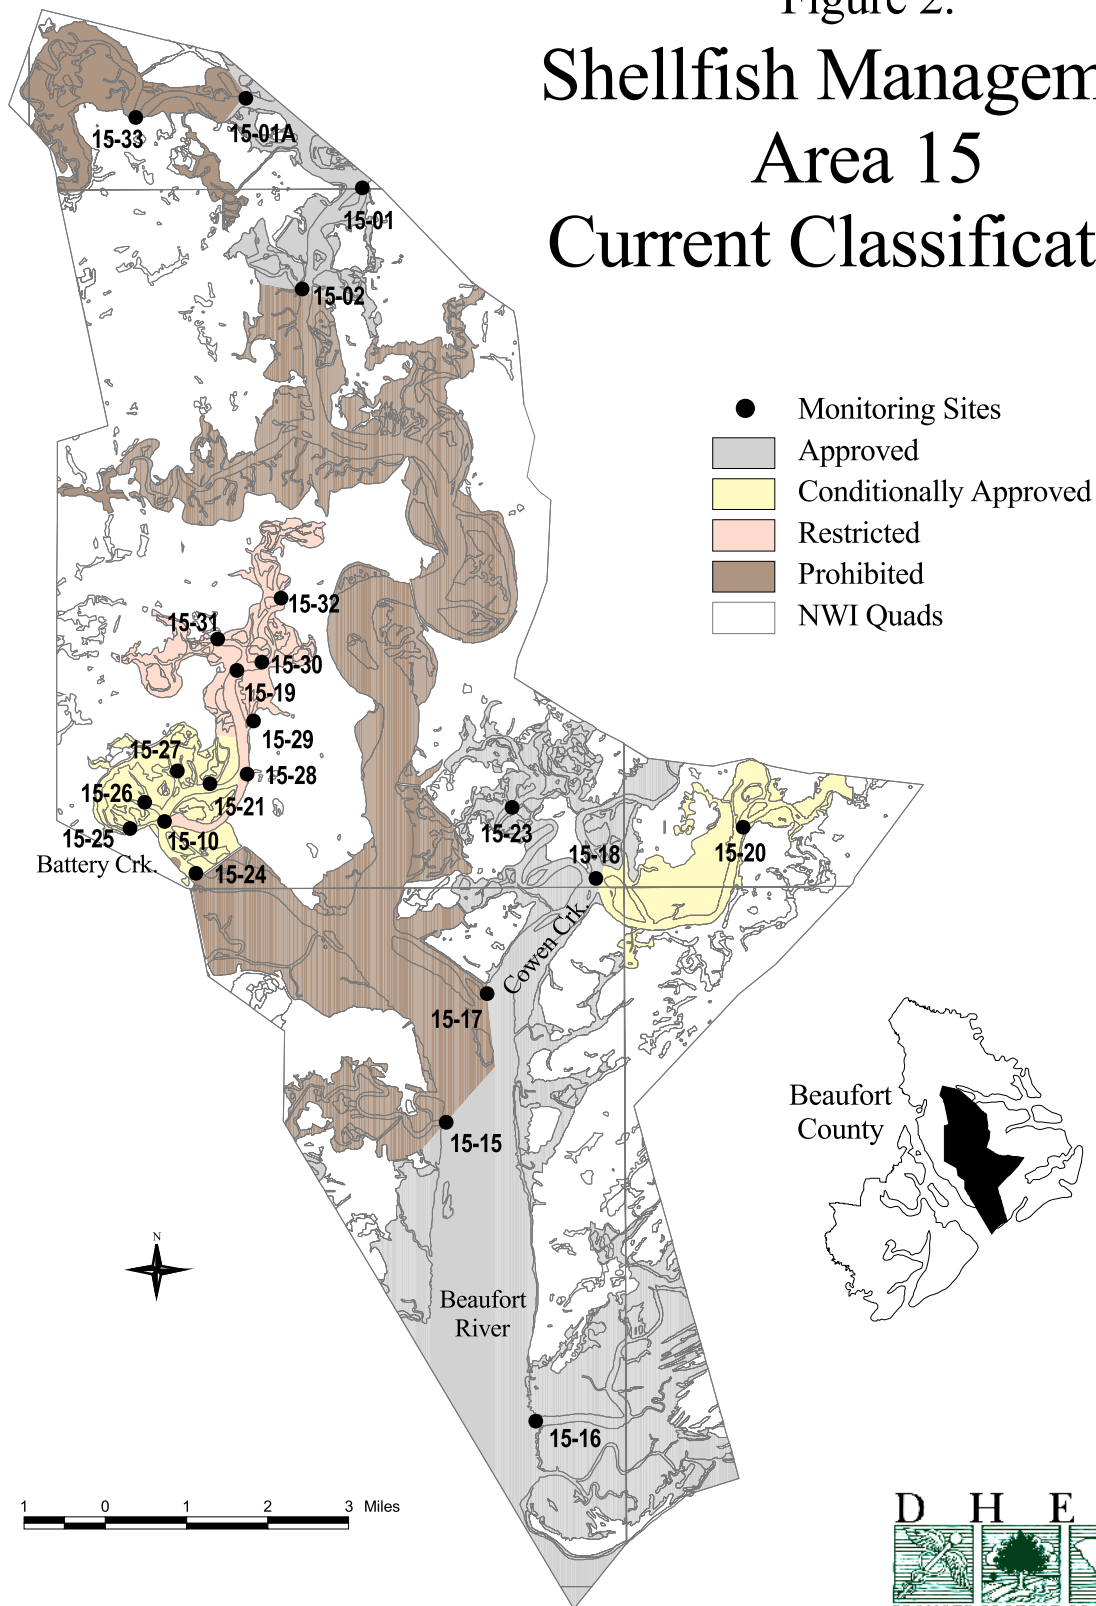 Figure 2.
Shellfish Managem
Area 15
Current Classificat
15-33
15-01A
15-01
15-02
Monitoring Sites
Approved
Conditionally Approved
Restricted
Prohibited
NWI Quads
15-32
15-31
15-30
15-19
15-29
15-27
15-28
15-26
15-21
15-25
15-10
Battery Crk.
15-24
15-23
15-18
15-20
Cowen Crk.
15-17
15-15
Beaufort
County
N
Beaufort
River
15-16
1 0 1 2 3 Miles
D H E